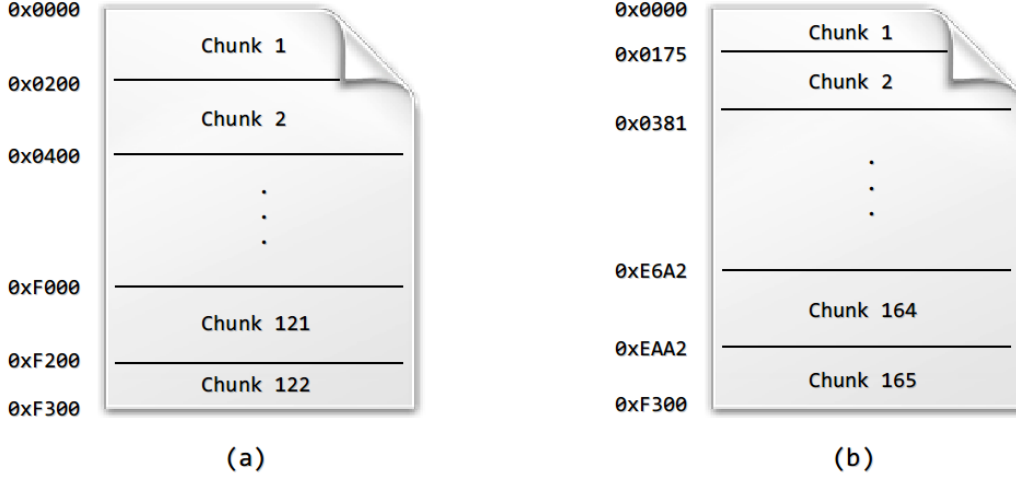 0x0000
Chunk 1
0x0200
Chunk 2
0x0400
.
.
.
0xF000
Chunk 121
0xF200
Chunk 122
0xF300
(a)
0x0000
Chunk 1
0x0175
Chunk 2
0x0381
.
.
.
0xE6A2
Chunk 164
0xEAA2
Chunk 165
0xF300
(b)